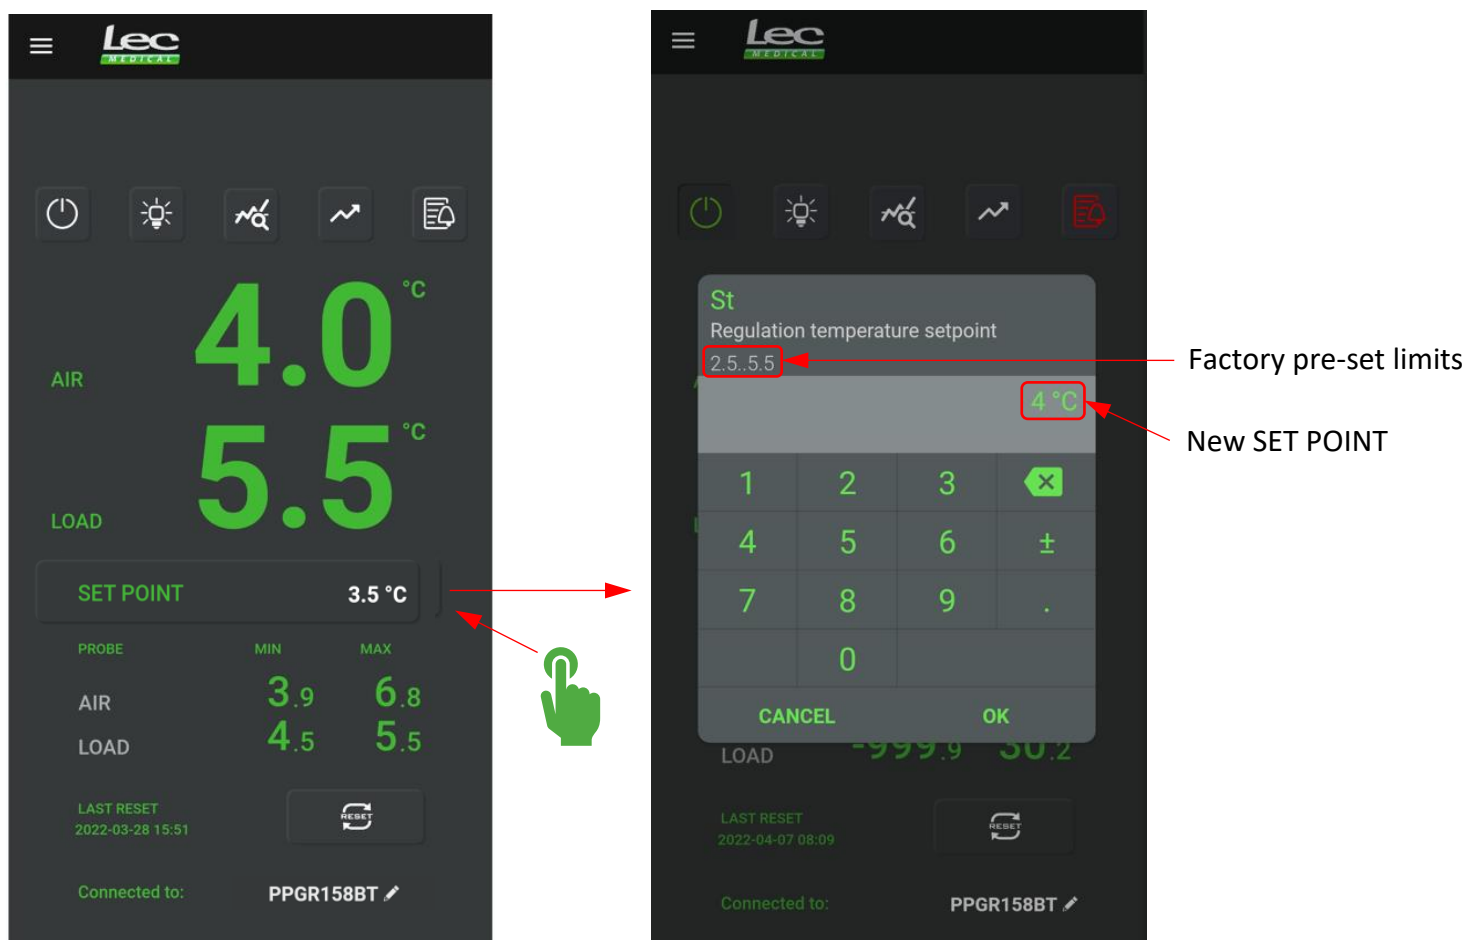 Lec
MEDICAL
4.0 °C
AIR
5.5 °C
LOAD
SET POINT 3.5 °C
PROBE MIN MAX
AIR 3.9 6.8
LOAD 4.5 5.5
LAST RESET
2022-03-28 15:51
RESET
Connected to: PPGR158BT
Lec
MEDICAL
St
Regulation temperature setpoint
2.5..5.5
4 °C
1 2 3
4 5 6 ±
7 8 9 .
0
CANCEL OK
LOAD -999.9 30.2
LAST RESET
2022-04-07 08:09
RESET
Connected to: PPGR158BT
Factory pre-set limits
New SET POINT